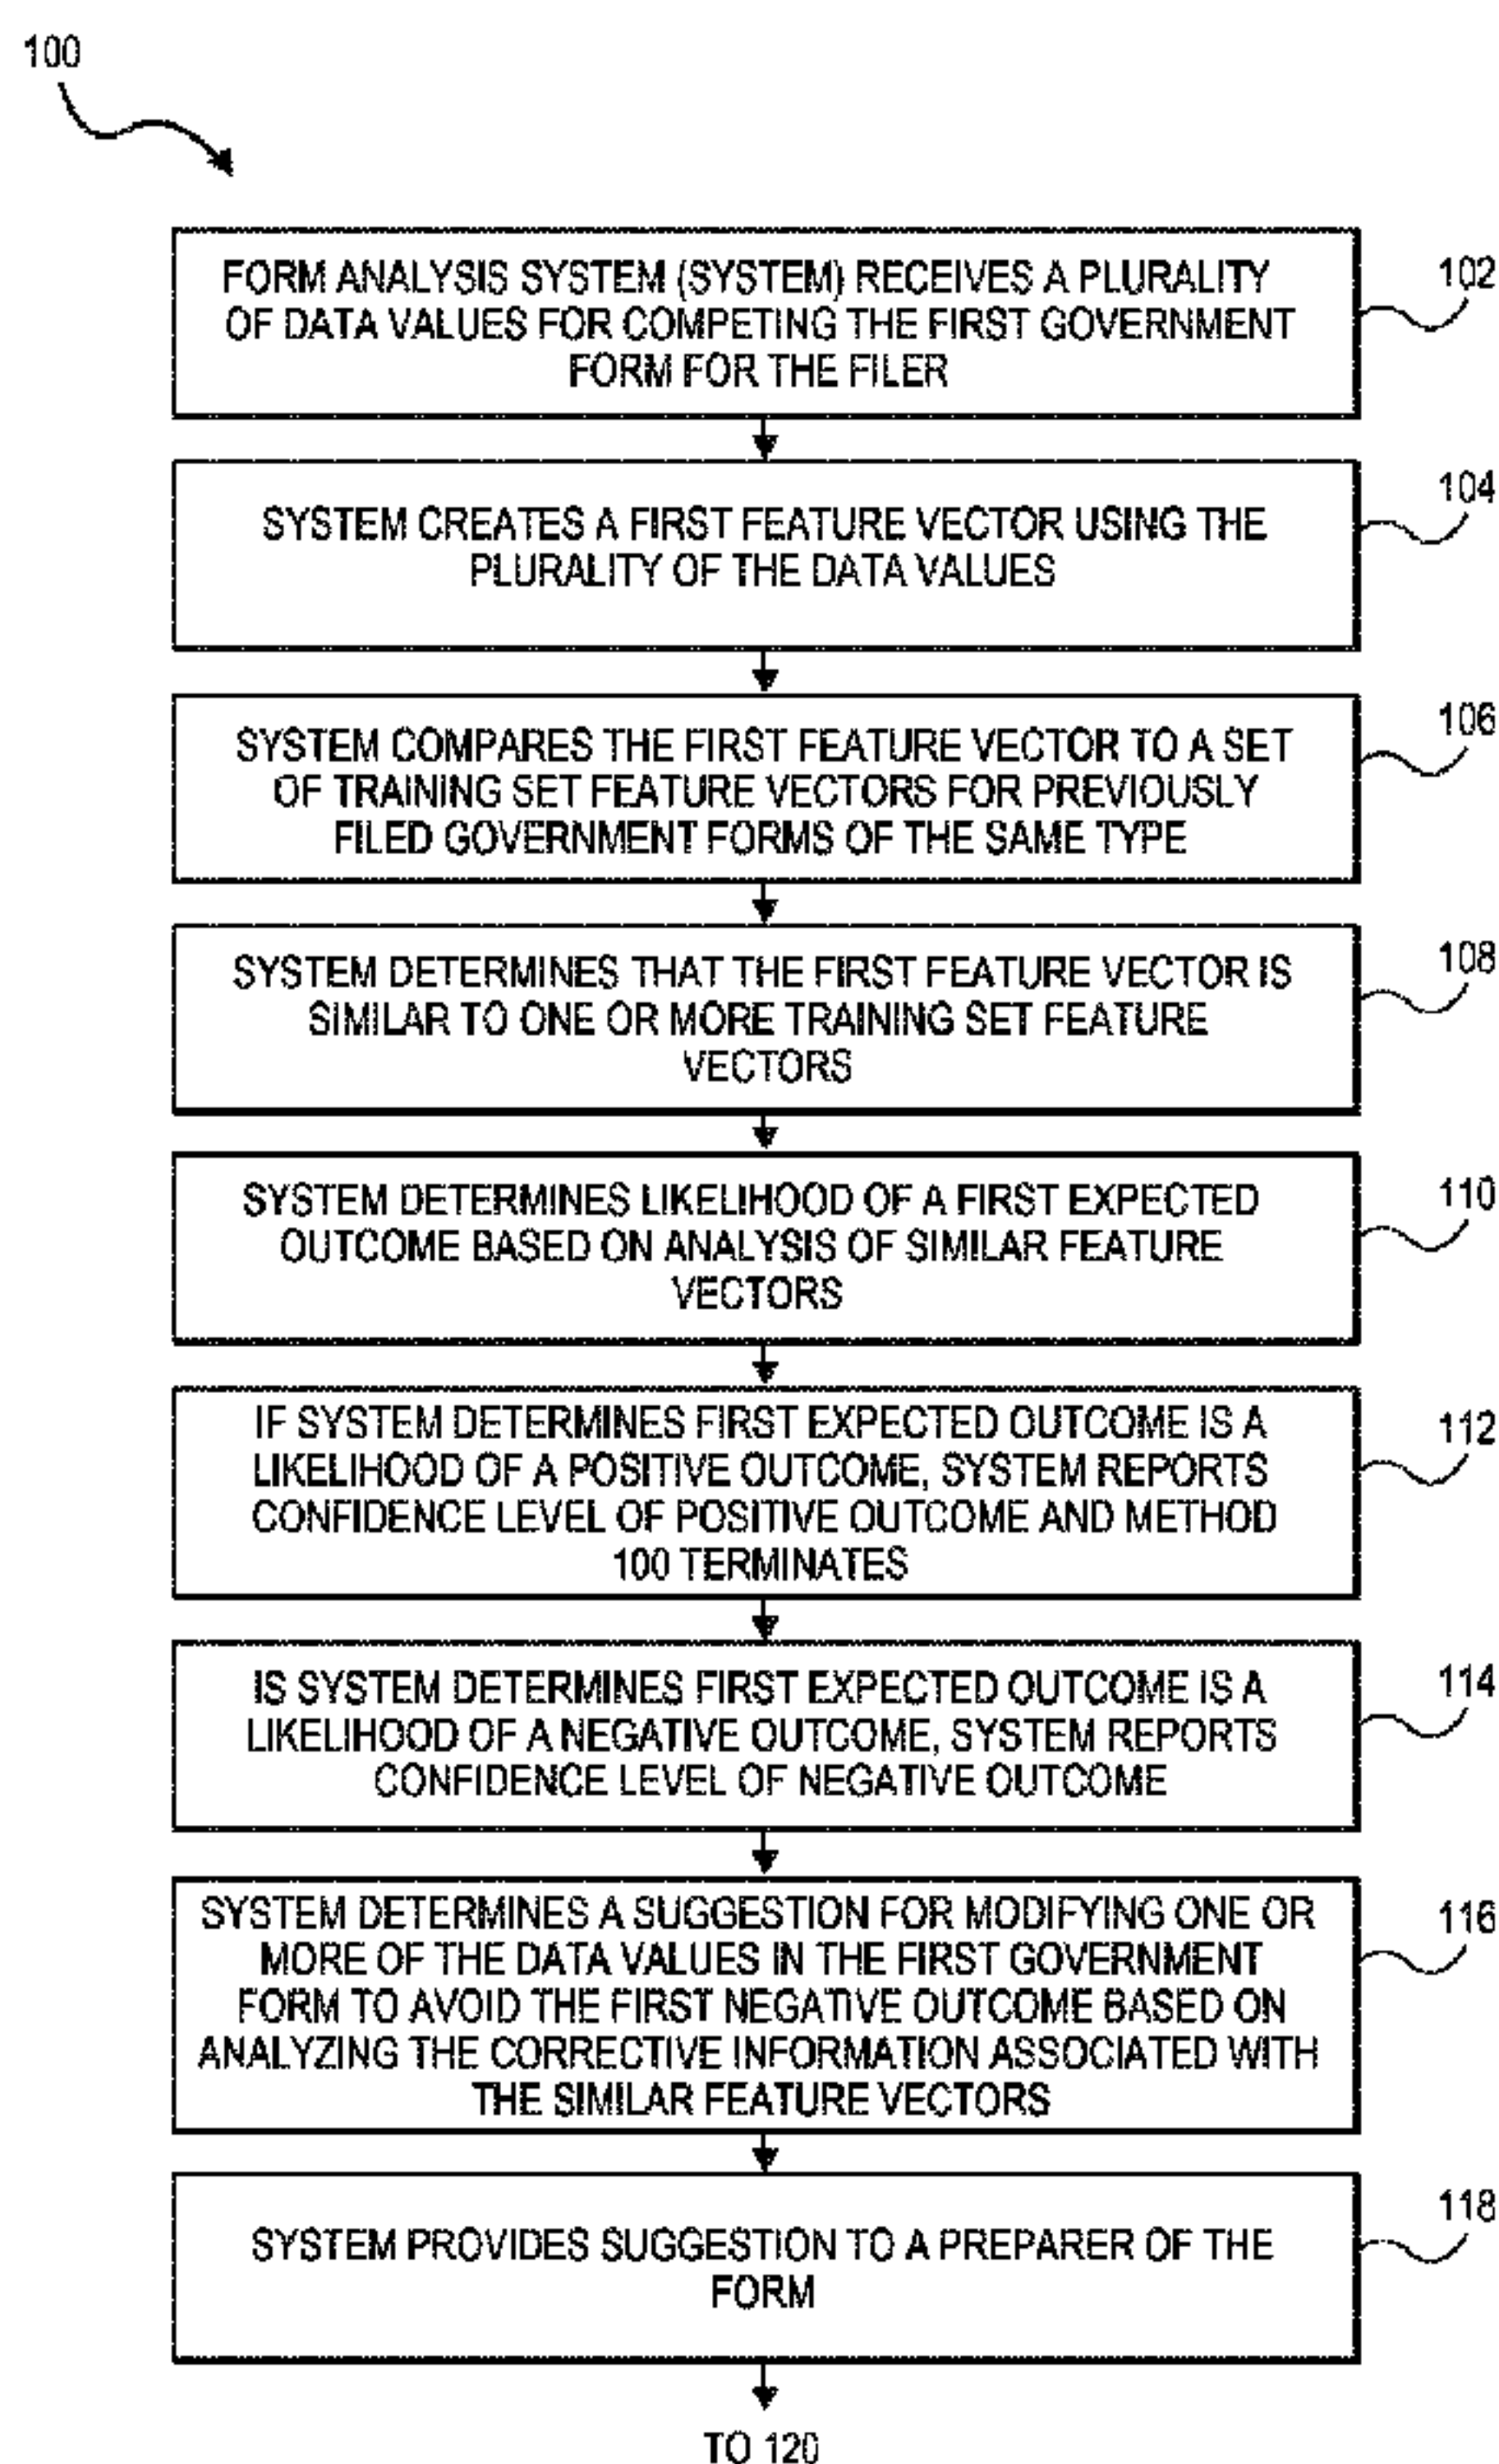 100
FORM ANALYSIS SYSTEM (SYSTEM) RECEIVES A PLURALITY
OF DATA VALUES FOR COMPETING THE FIRST GOVERNMENT
FORM FOR THE FILER
102
SYSTEM CREATES A FIRST FEATURE VECTOR USING THE
PLURALITY OF THE DATA VALUES
104
SYSTEM COMPARES THE FIRST FEATURE VECTOR TO A SET
OF TRAINING SET FEATURE VECTORS FOR PREVIOUSLY
FILED GOVERNMENT FORMS OF THE SAME TYPE
106
SYSTEM DETERMINES THAT THE FIRST FEATURE VECTOR IS
SIMILAR TO ONE OR MORE TRAINING SET FEATURE
VECTORS
108
SYSTEM DETERMINES LIKELIHOOD OF A FIRST EXPECTED
OUTCOME BASED ON ANALYSIS OF SIMILAR FEATURE
VECTORS
110
IF SYSTEM DETERMINES FIRST EXPECTED OUTCOME IS A
LIKELIHOOD OF A POSITIVE OUTCOME, SYSTEM REPORTS
CONFIDENCE LEVEL OF POSITIVE OUTCOME AND METHOD
100 TERMINATES
112
IS SYSTEM DETERMINES FIRST EXPECTED OUTCOME IS A
LIKELIHOOD OF A NEGATIVE OUTCOME, SYSTEM REPORTS
CONFIDENCE LEVEL OF NEGATIVE OUTCOME
114
SYSTEM DETERMINES A SUGGESTION FOR MODIFYING ONE OR
MORE OF THE DATA VALUES IN THE FIRST GOVERNMENT
FORM TO AVOID THE FIRST NEGATIVE OUTCOME BASED ON
ANALYZING THE CORRECTIVE INFORMATION ASSOCIATED WITH
THE SIMILAR FEATURE VECTORS
116
SYSTEM PROVIDES SUGGESTION TO A PREPARER OF THE
FORM
118
TO 120